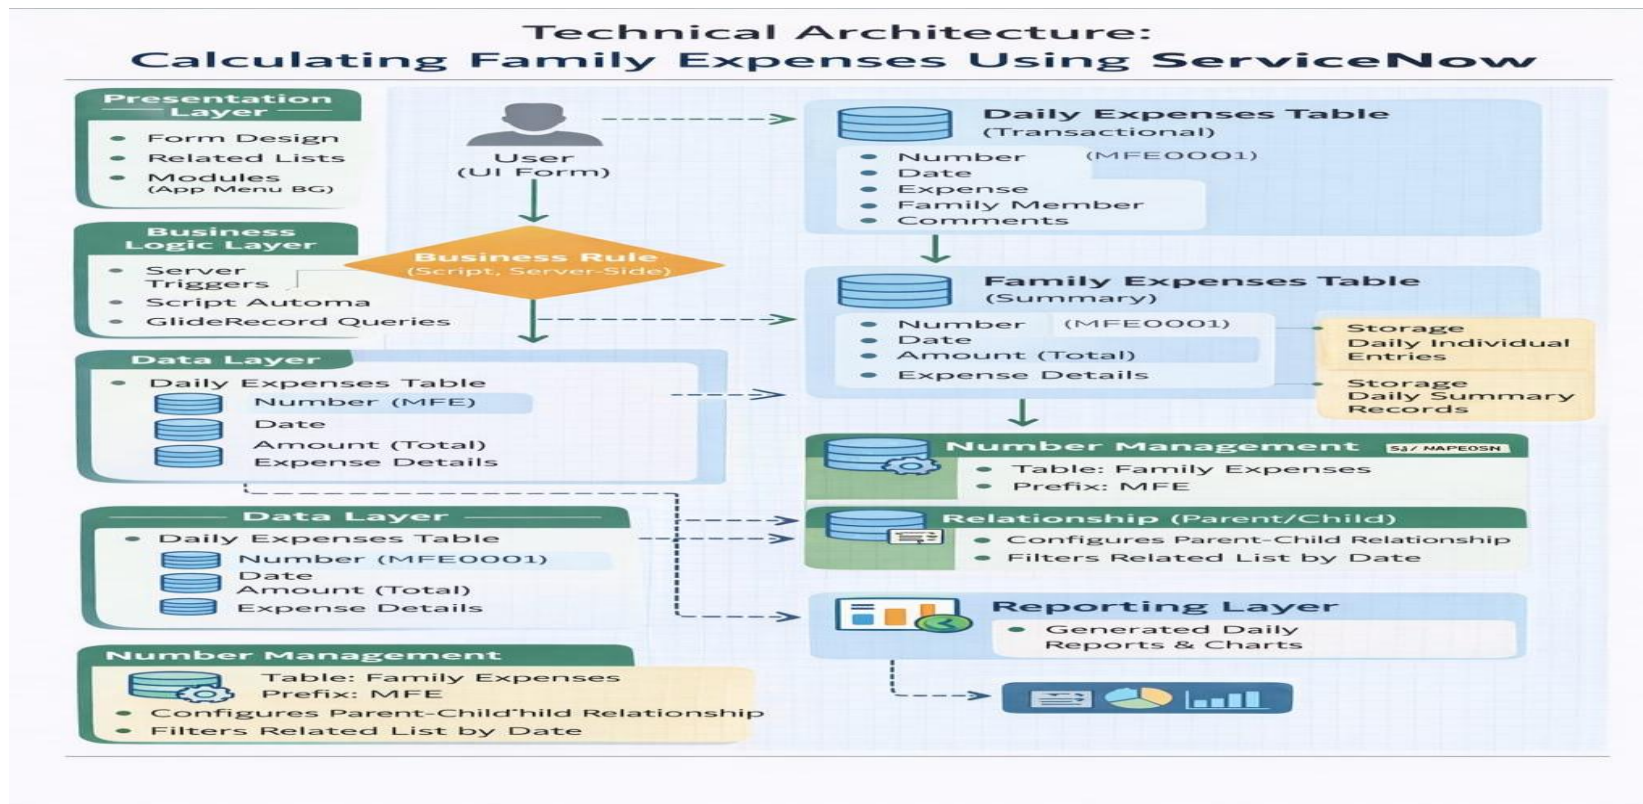 Technical Architecture:
Calculating Family Expenses Using ServiceNow
Presentation
Layer
• Form Design
• Related Lists
• Modules
(App Menu BG)
User
(UI Form)
Business
Logic Layer
• Server
Triggers
• Script Automa
• GlideRecord Queries
Business Rule
(Script, Server-Side)
Data Layer
• Daily Expenses Table
Number (MFE)
Date
Amount (Total)
Expense Details
Data Layer
• Daily Expenses Table
Number (MFE0001)
Date
Amount (Total)
Expense Details
Number Management
Table: Family Expenses
Prefix: MFE
• Configures Parent-Child'hild Relationship
• Filters Related List by Date
Daily Expenses Table
(Transactional)
• Number (MFE0001)
• Date
• Expense
• Family Member
• Comments
Family Expenses Table
(Summary)
• Number (MFE0001)
• Date
• Amount (Total)
• Expense Details
• Storage
Daily Individual
Entries
• Storage
Daily Summary
Records
Number Management
• Table: Family Expenses
• Prefix: MFE
Relationship (Parent/Child)
• Configures Parent-Child Relationship
• Filters Related List by Date
Reporting Layer
• Generated Daily
Reports & Charts